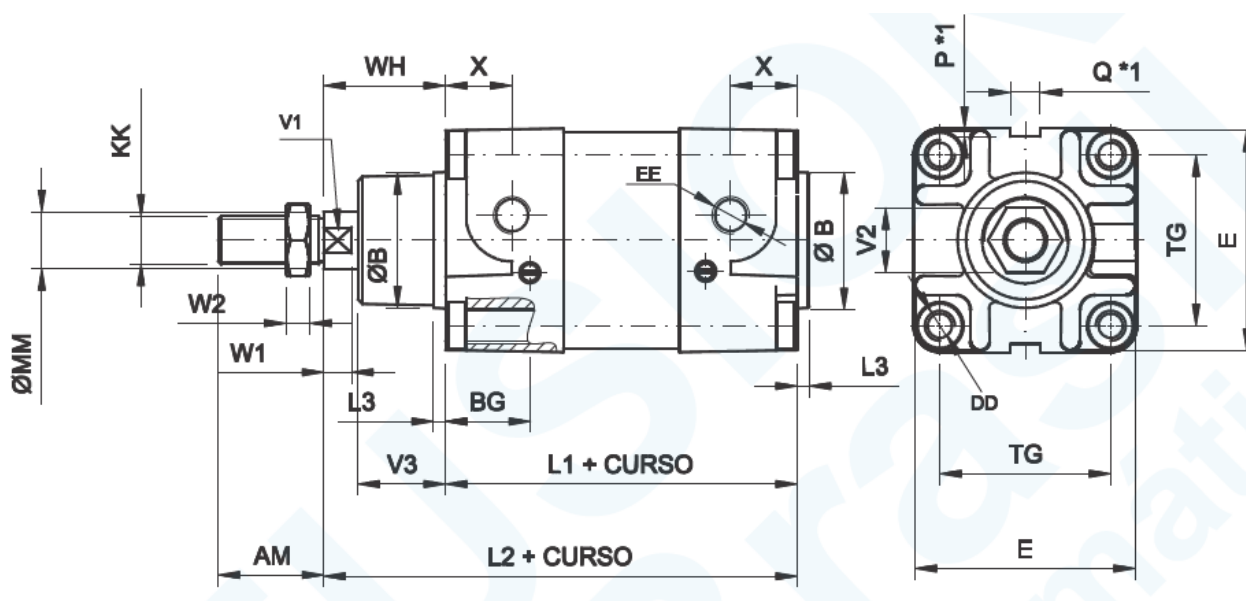 P *1
WH
X
X
Q *1
KK
V1
EE
ØB
Ø B
V2
TG
E
W2
ØMM
W1
L3
BG
L3
DD
V3
L1 + CURSO
TG
AM
L2 + CURSO
E